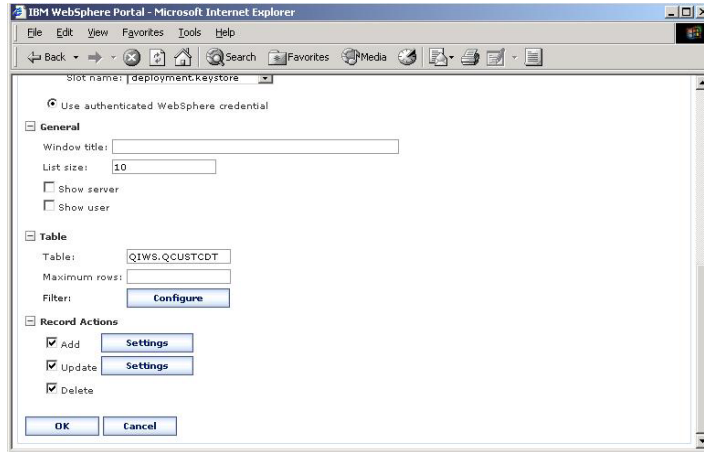 IBM WebSphere Portal - Microsoft Internet Explorer
File Edit View Favorites Tools Help
Back Search Favorites Media
Slot name: deployment.keystore
Use authenticated WebSphere credential
General
Window title:
List size: 10
Show server
Show user
Table
Table: QIWS.QCUSTCDT
Maximum rows:
Filter: Configure
Record Actions
Add Settings
Update Settings
Delete
OK Cancel